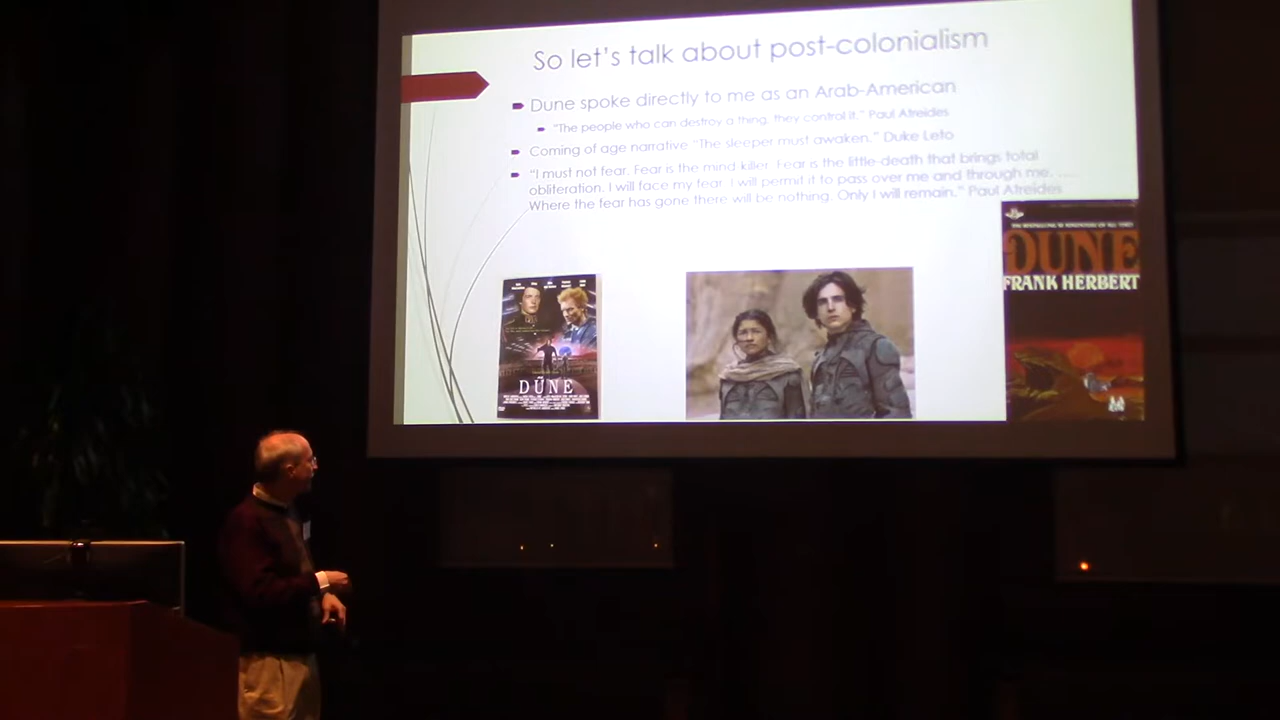 So let's talk about post-colonialism
Dune spoke directly to me as an Arab-American
"The people who can destroy a thing, they control it." Paul Atreides
Coming of age narrative "The sleeper must awaken." Duke Leto
"I must not fear. Fear is the mind-killer. Fear is the little-death that brings total
obliteration. I will face my fear. I will permit it to pass over me and through me. ....
Where the fear has gone there will be nothing. Only I will remain." Paul Atreides
DUNE
FRANK HERBERT
DUNE